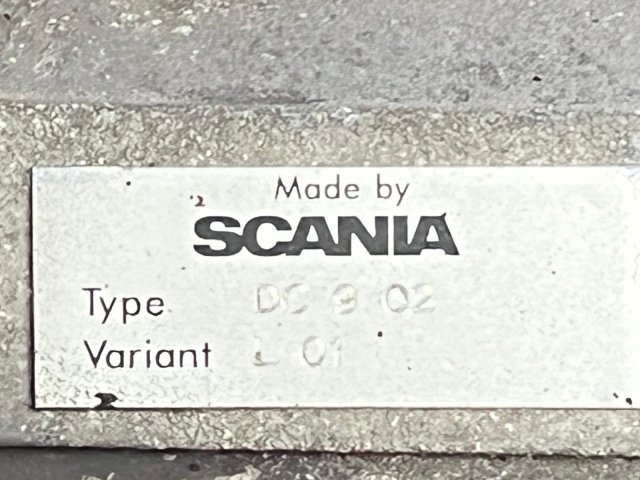 Made by
SCANIA
Type DC 9 02
Variant L 01